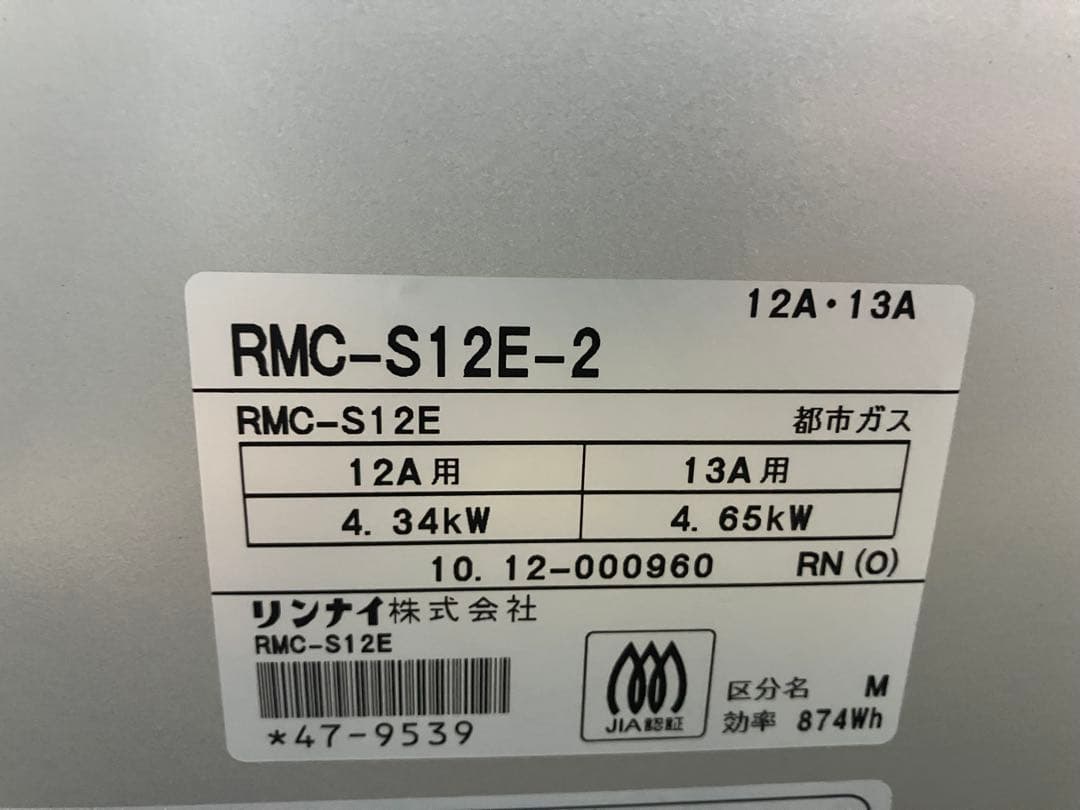 12A・13A
RMC-S12E-2
RMC-S12E 都市ガス
12A用 13A用
4.34kW 4.65kW
10.12-000960 RN(O)
リンナイ株式会社
RMC-S12E
*47-9539
JIA認証
区分名 M
効率 874Wh